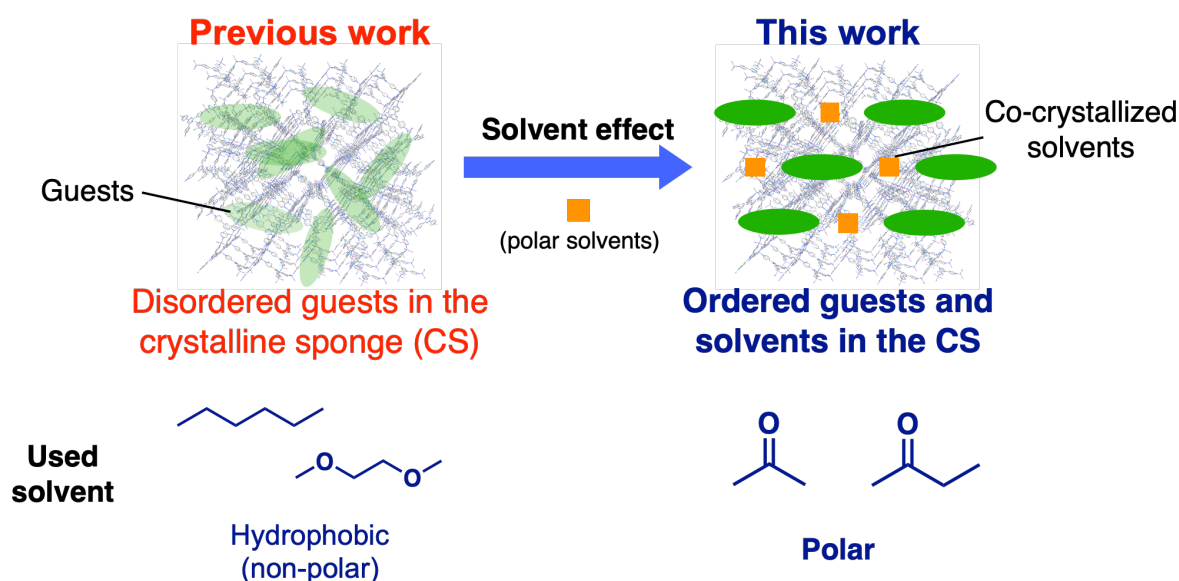 Previous work
This work
Guests
Solvent effect
(polar solvents)
Co-crystallized
solvents
Disordered guests in the
crystalline sponge (CS)
Ordered guests and
solvents in the CS
Used
solvent
O
O
O
O
Hydrophobic
(non-polar)
Polar